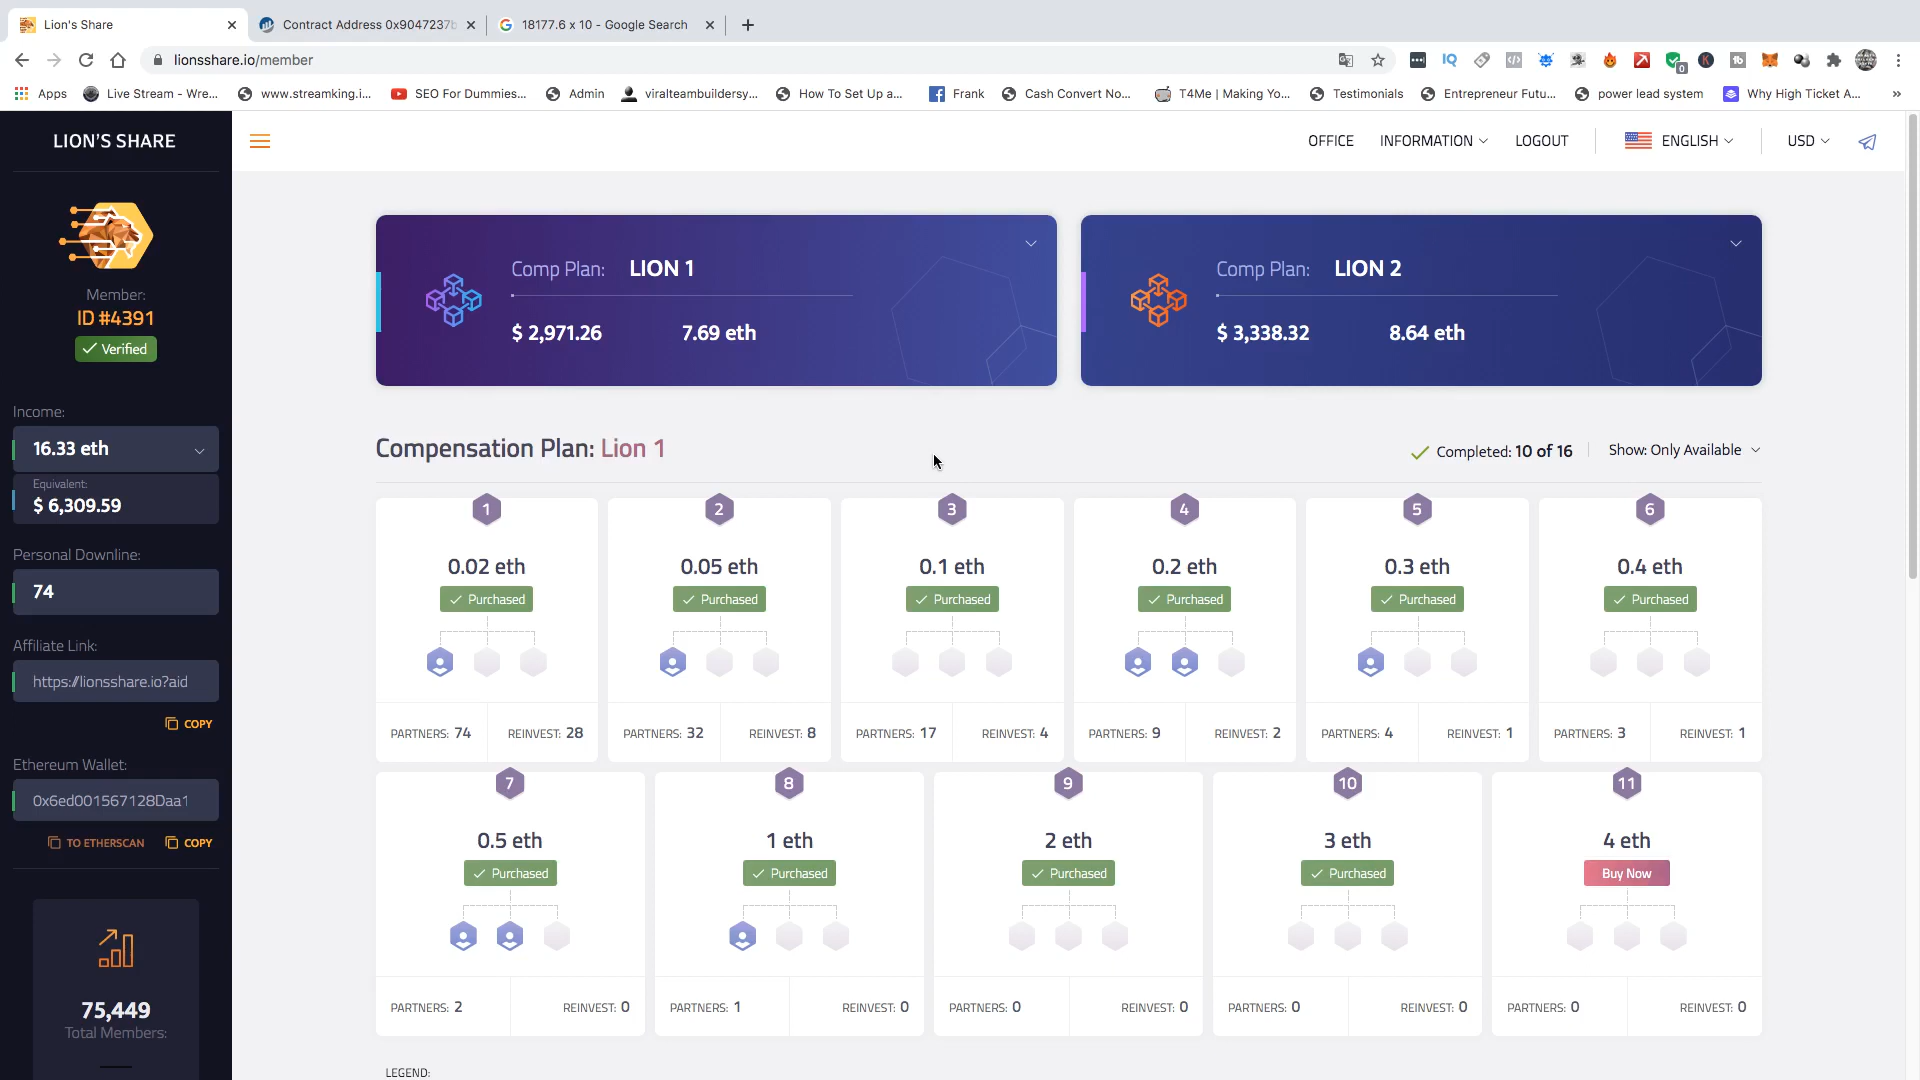 Lion's Share
Contract Address 0x9047237b
18177.6 x 10 - Google Search
lionsshare.io/member
Apps
Live Stream - Wre...
www.streamking.i...
SEO For Dummies...
Admin
viralteambuildersy...
How To Set Up a...
Frank
Cash Convert No...
T4Me | Making Yo...
Testimonials
Entrepreneur Futu...
power lead system
Why High Ticket A...
»
LION'S SHARE
OFFICE
INFORMATION
LOGOUT
ENGLISH
USD
Member:
ID #4391
Verified
Income:
16.33 eth
Equivalent:
$ 6,309.59
Personal Downline:
74
Affiliate Link:
https://lionsshare.io?aid
COPY
Ethereum Wallet:
0x6ed001567128Daa1
TO ETHERSCAN
COPY
75,449
Total Members:
Comp Plan: LION 1
$ 2,971.26 7.69 eth
Comp Plan: LION 2
$ 3,338.32 8.64 eth
Compensation Plan: Lion 1
Completed: 10 of 16
Show: Only Available
1
0.02 eth
Purchased
PARTNERS: 74 REINVEST: 28
2
0.05 eth
Purchased
PARTNERS: 32 REINVEST: 8
3
0.1 eth
Purchased
PARTNERS: 17 REINVEST: 4
4
0.2 eth
Purchased
PARTNERS: 9 REINVEST: 2
5
0.3 eth
Purchased
PARTNERS: 4 REINVEST: 1
6
0.4 eth
Purchased
PARTNERS: 3 REINVEST: 1
7
0.5 eth
Purchased
PARTNERS: 2 REINVEST: 0
8
1 eth
Purchased
PARTNERS: 1 REINVEST: 0
9
2 eth
Purchased
PARTNERS: 0 REINVEST: 0
10
3 eth
Purchased
PARTNERS: 0 REINVEST: 0
11
4 eth
Buy Now
PARTNERS: 0 REINVEST: 0
LEGEND: